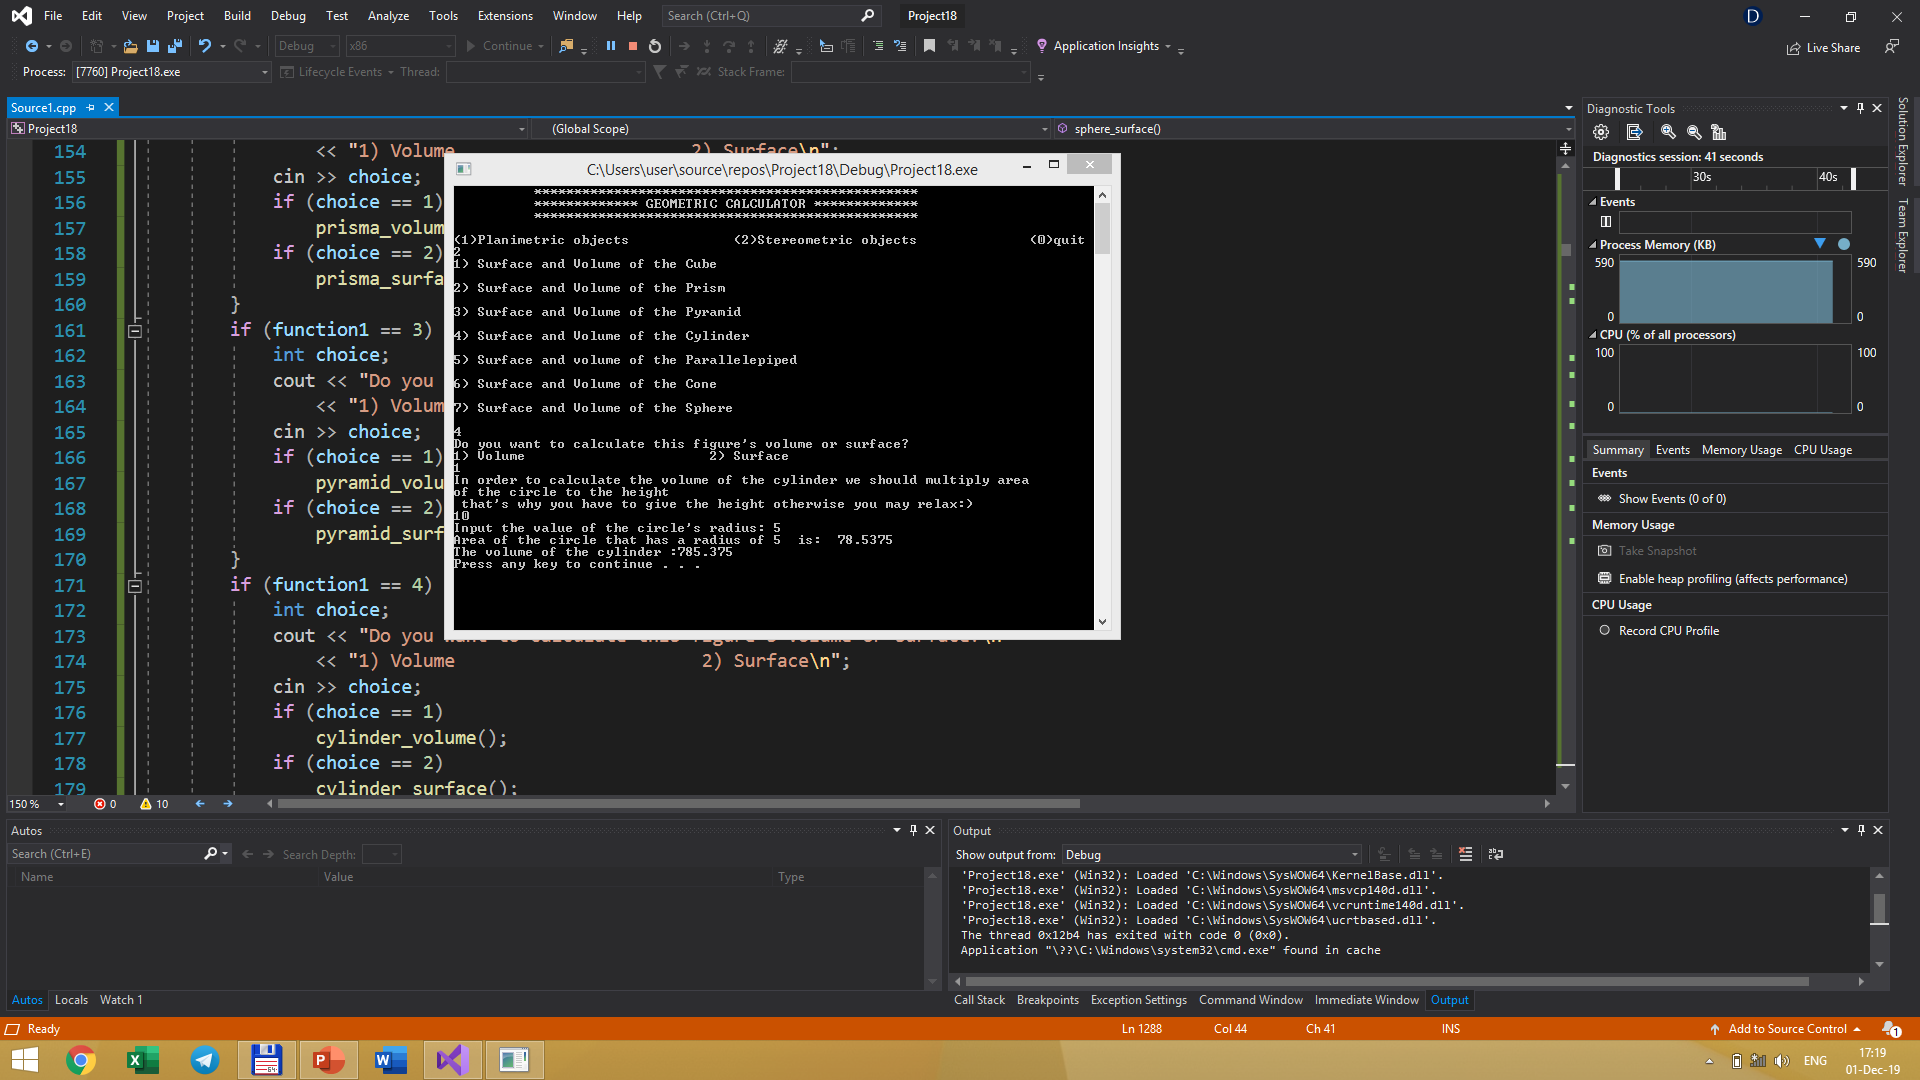 File Edit View Project Build Debug Test Analyze Tools Extensions Window Help Search (Ctrl+Q) Project18 D
Debug x86 Continue Application Insights Live Share
Process: [7760] Project18.exe Lifecycle Events Thread: Stack Frame:
Source1.cpp
Project18 (Global Scope) sphere_surface()
154 << "1) Volume 2) Surface\n";
155 cin >> choice;
156 if (choice == 1)
157 prisma_volum
158 if (choice == 2)
159 prisma_surfa
160 }
161 if (function1 == 3)
162 int choice;
163 cout << "Do you
164 << "1) Volum
165 cin >> choice;
166 if (choice == 1)
167 pyramid_volu
168 if (choice == 2)
169 pyramid_surf
170 }
171 if (function1 == 4)
172 int choice;
173 cout << "Do you want to calculate this figure's volume or surface?\n"
174 << "1) Volume 2) Surface\n";
175 cin >> choice;
176 if (choice == 1)
177 cylinder_volume();
178 if (choice == 2)
179 cylinder_surface();
C:\Users\user\source\repos\Project18\Debug\Project18.exe
************************************************
************* GEOMETRIC CALCULATOR *************
************************************************
(1)Planimetric objects (2)Stereometric objects (0)quit
2
1) Surface and Volume of the Cube
2) Surface and Volume of the Prism
3) Surface and Volume of the Pyramid
4) Surface and Volume of the Cylinder
5) Surface and volume of the Parallelepiped
6) Surface and Volume of the Cone
7) Surface and Volume of the Sphere
4
Do you want to calculate this figure's volume or surface?
1) Volume 2) Surface
1
In order to calculate the volume of the cylinder we should multiply area
of the circle to the height
that's why you have to give the height otherwise you may relax:)
10
Input the value of the circle's radius: 5
Area of the circle that has a radius of 5 is: 78.5375
The volume of the cylinder :785.375
Press any key to continue . . .
150 % 0 10
Diagnostic Tools
Diagnostics session: 41 seconds
30s 40s
Events
Process Memory (KB)
590 590
0 0
CPU (% of all processors)
100 100
0 0
Summary Events Memory Usage CPU Usage
Events
Show Events (0 of 0)
Memory Usage
Take Snapshot
Enable heap profiling (affects performance)
CPU Usage
Record CPU Profile
Solution Explorer
Team Explorer
Autos
Search (Ctrl+E) Search Depth:
Name Value Type
Autos Locals Watch 1
Output
Show output from: Debug
'Project18.exe' (Win32): Loaded 'C:\Windows\SysWOW64\KernelBase.dll'.
'Project18.exe' (Win32): Loaded 'C:\Windows\SysWOW64\msvcp140d.dll'.
'Project18.exe' (Win32): Loaded 'C:\Windows\SysWOW64\vcruntime140d.dll'.
'Project18.exe' (Win32): Loaded 'C:\Windows\SysWOW64\ucrtbased.dll'.
The thread 0x12b4 has exited with code 0 (0x0).
Application "\??\C:\Windows\system32\cmd.exe" found in cache
Call Stack Breakpoints Exception Settings Command Window Immediate Window Output
Ready Ln 1288 Col 44 Ch 41 INS Add to Source Control 1
64 ENG 17:19
01-Dec-19